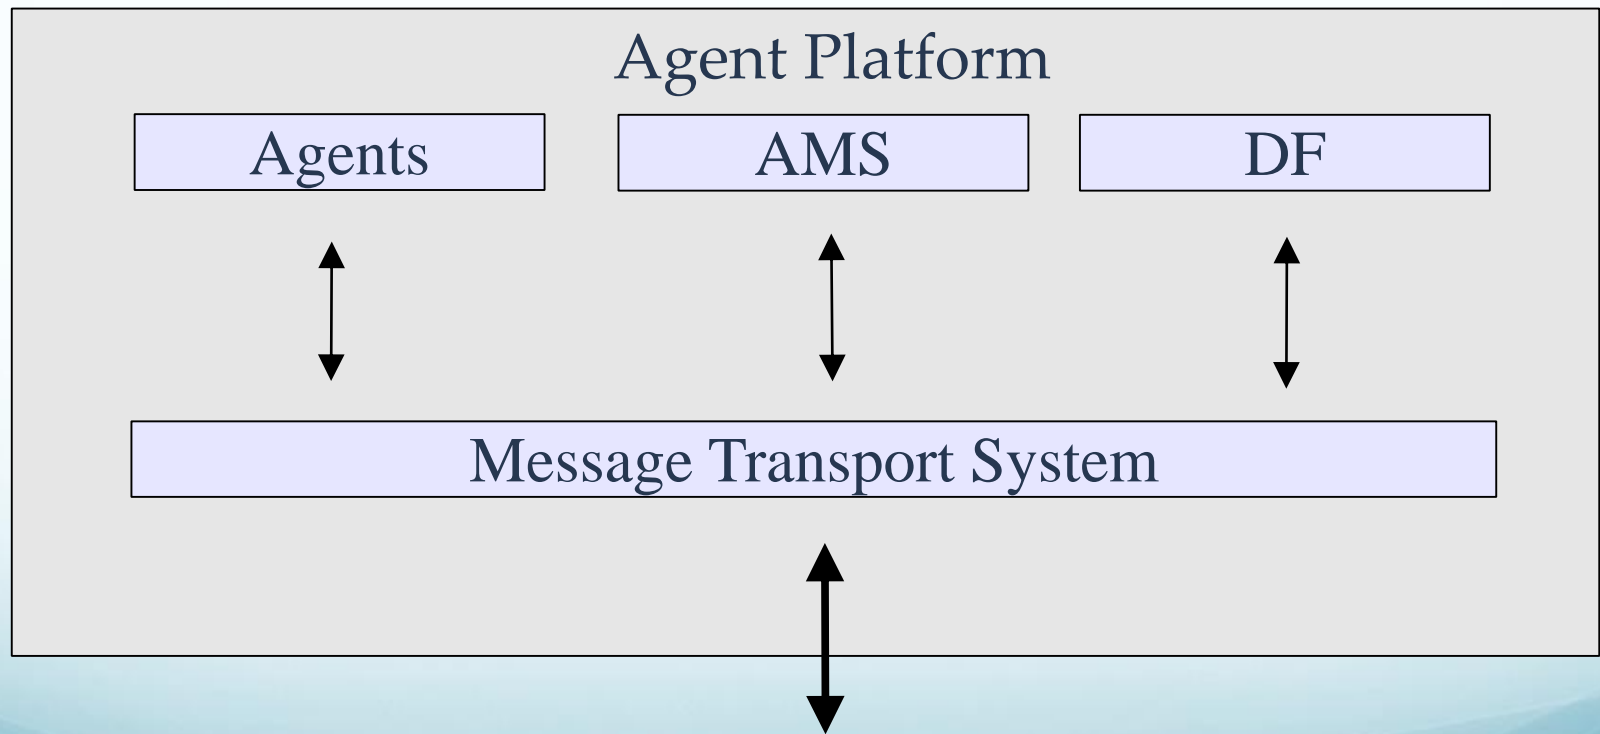 Agent Platform
Agents
AMS
DF
Message Transport System